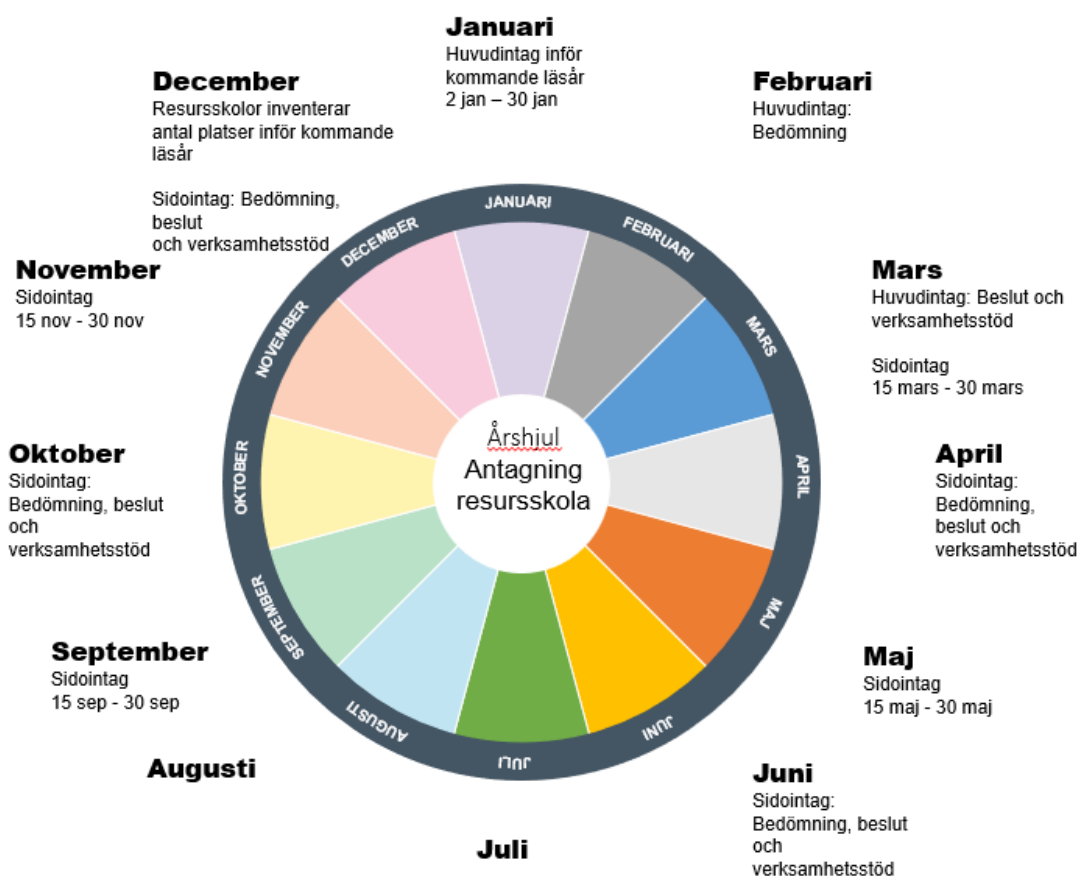 Januari
Huvudintag inför
kommande läsår
2 jan – 30 jan
Februari
Huvudintag:
Bedömning
Mars
Huvudintag: Beslut och
verksamhetsstöd
Sidointag
15 mars - 30 mars
April
Sidointag:
Bedömning,
beslut och
verksamhetsstöd
Maj
Sidointag
15 maj - 30 maj
Juni
Sidointag:
Bedömning, beslut
och
verksamhetsstöd
Juli
Augusti
September
Sidointag
15 sep - 30 sep
Oktober
Sidointag:
Bedömning, beslut
och
verksamhetsstöd
November
Sidointag
15 nov - 30 nov
December
Resursskolor inventerar
antal platser inför kommande
läsår
Sidointag: Bedömning,
beslut
och verksamhetsstöd
JANUARI
FEBRUARI
MARS
APRIL
MAJ
JUNI
JULI
AUGUSTI
SEPTEMBER
OKTOBER
NOVEMBER
DECEMBER
Årshjul
Antagning
resursskola